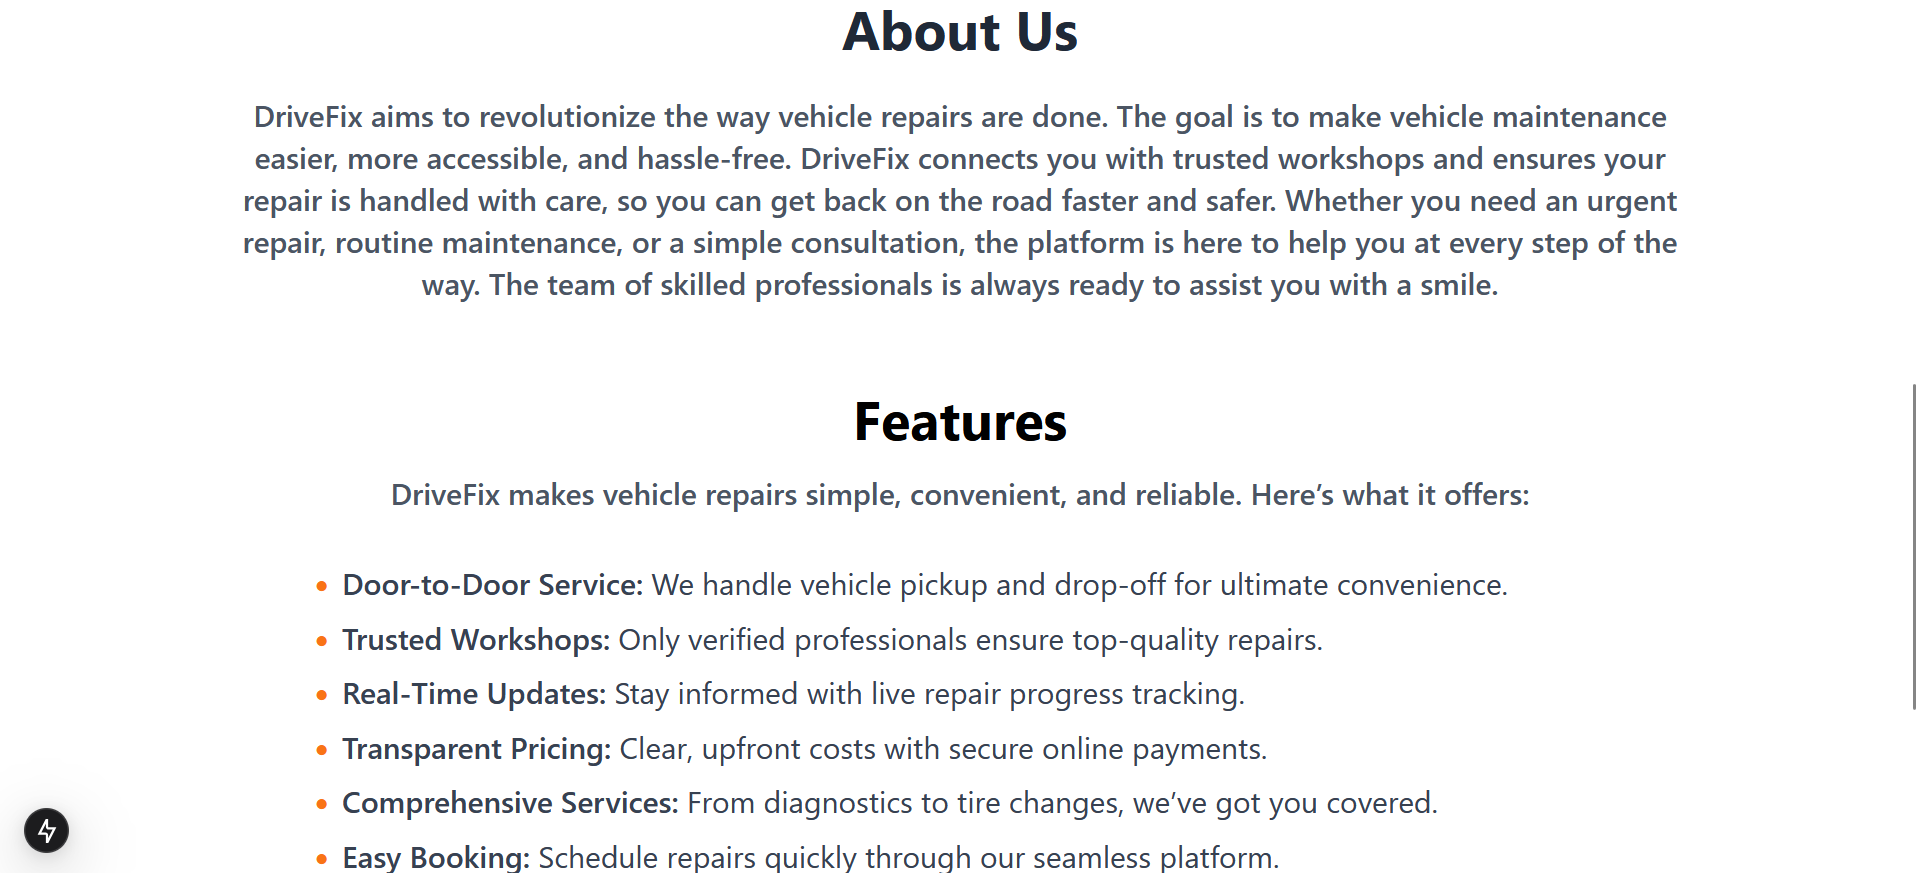 About Us
DriveFix aims to revolutionize the way vehicle repairs are done. The goal is to make vehicle maintenance
easier, more accessible, and hassle-free. DriveFix connects you with trusted workshops and ensures your
repair is handled with care, so you can get back on the road faster and safer. Whether you need an urgent
repair, routine maintenance, or a simple consultation, the platform is here to help you at every step of the
way. The team of skilled professionals is always ready to assist you with a smile.
Features
DriveFix makes vehicle repairs simple, convenient, and reliable. Here’s what it offers:
• Door-to-Door Service: We handle vehicle pickup and drop-off for ultimate convenience.
• Trusted Workshops: Only verified professionals ensure top-quality repairs.
• Real-Time Updates: Stay informed with live repair progress tracking.
• Transparent Pricing: Clear, upfront costs with secure online payments.
• Comprehensive Services: From diagnostics to tire changes, we’ve got you covered.
• Easy Booking: Schedule repairs quickly through our seamless platform.